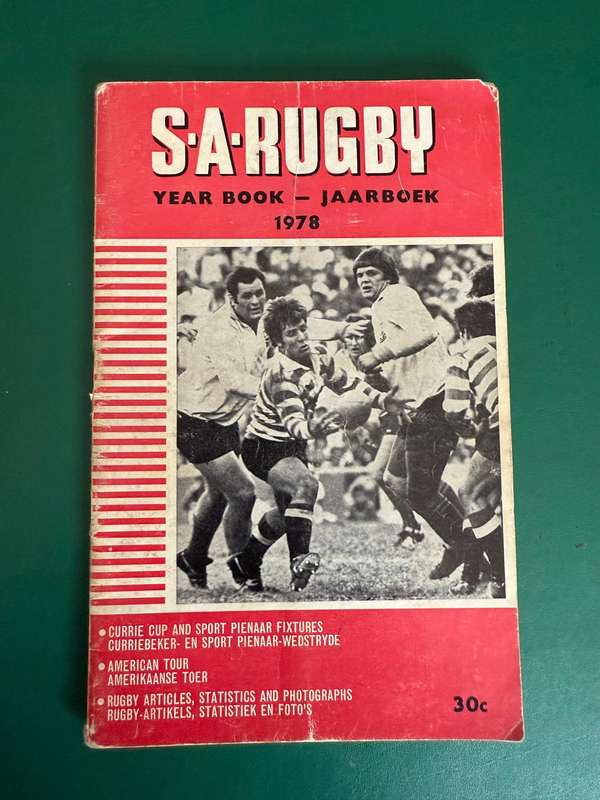 S·A·RUGBY
YEAR BOOK — JAARBOEK
1978
• CURRIE CUP AND SPORT PIENAAR FIXTURES
CURRIEBEKER- EN SPORT PIENAAR-WEDSTRYDE
• AMERICAN TOUR
AMERIKAANSE TOER
• RUGBY ARTICLES, STATISTICS AND PHOTOGRAPHS
RUGBY-ARTIKELS, STATISTIEK EN FOTO'S
30c